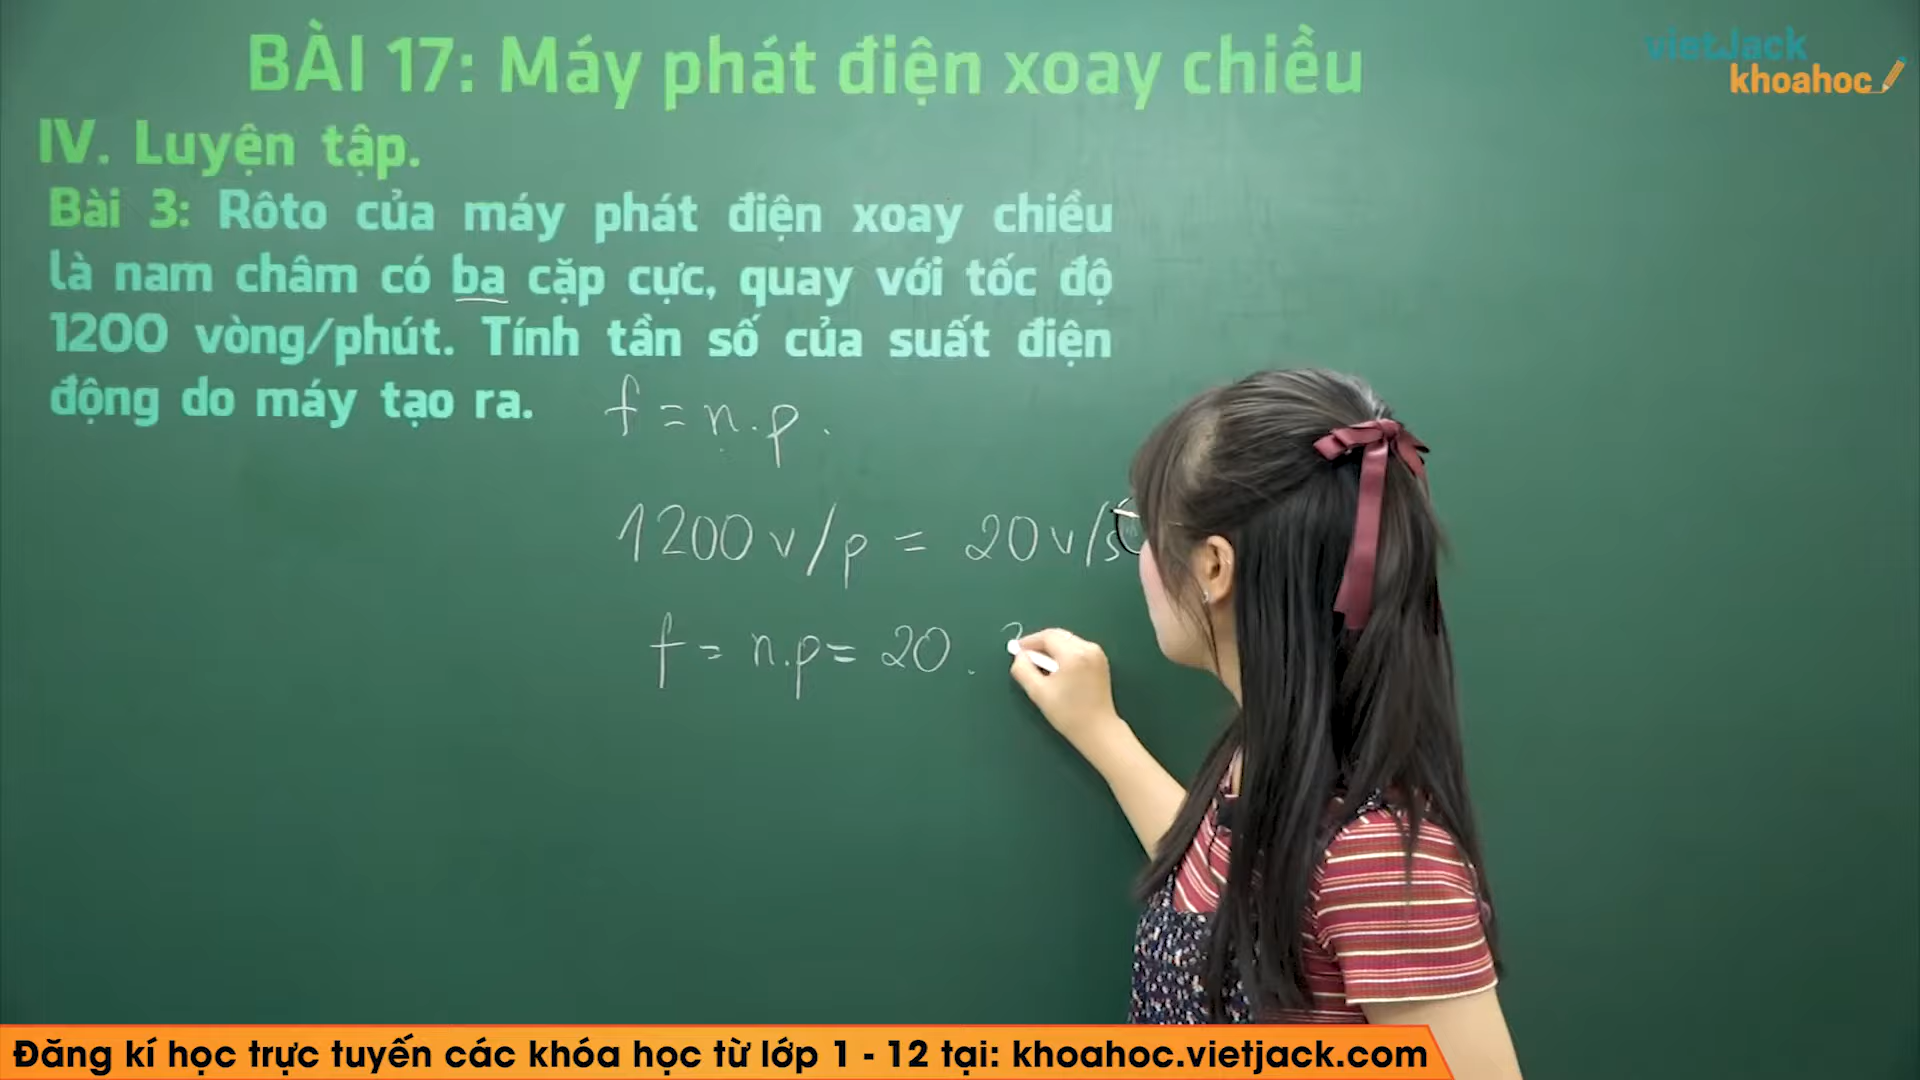 BÀI 17: Máy phát điện xoay chiều
vietJack
khoahoc
IV. Luyện tập.
Bài 3: Rôto của máy phát điện xoay chiều
là nam châm có ba cặp cực, quay với tốc độ
1200 vòng/phút. Tính tần số của suất điện
động do máy tạo ra.
f = n.p.
1200 v/p = 20 v/s
f = n.p = 20 .
Đăng kí học trực tuyến các khóa học từ lớp 1 - 12 tại: khoahoc.vietjack.com